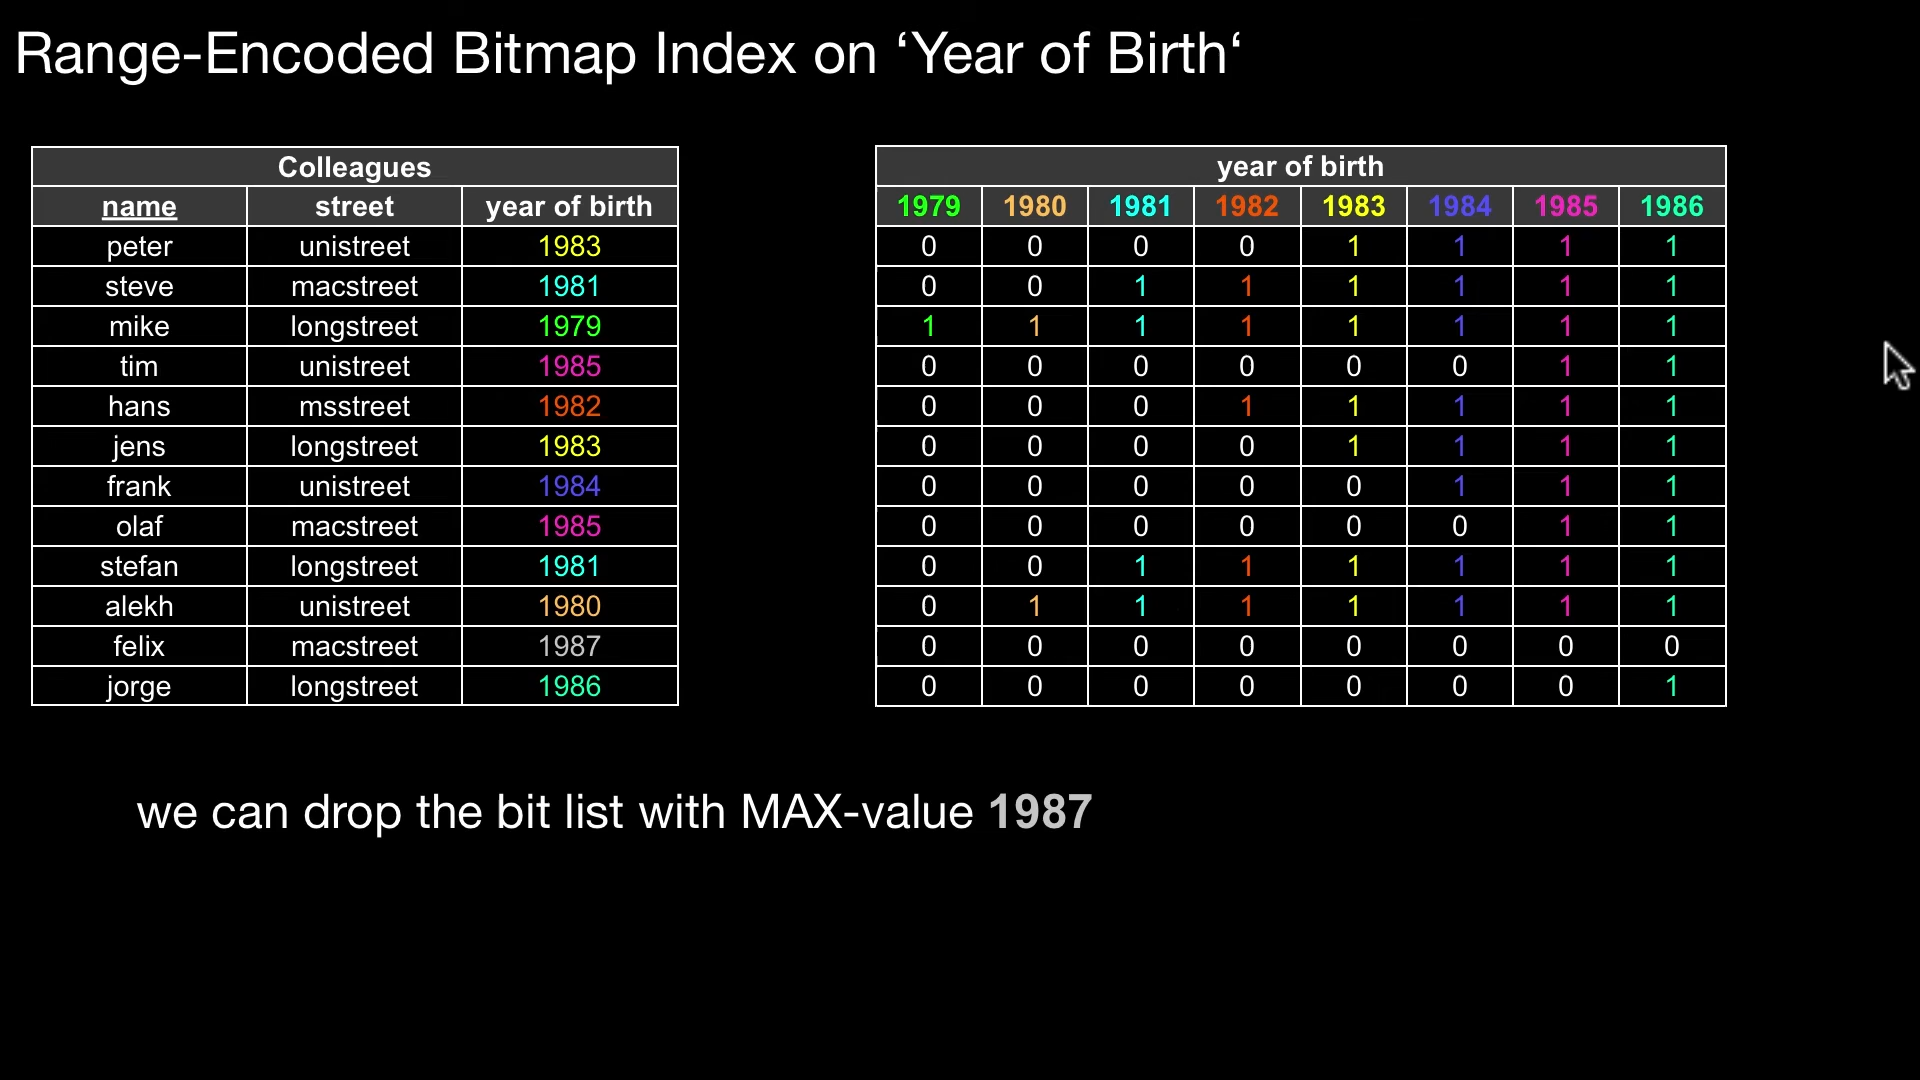 Range-Encoded Bitmap Index on ‘Year of Birth‘
Colleagues
name street year of birth
peter unistreet 1983
steve macstreet 1981
mike longstreet 1979
tim unistreet 1985
hans msstreet 1982
jens longstreet 1983
frank unistreet 1984
olaf macstreet 1985
stefan longstreet 1981
alekh unistreet 1980
felix macstreet 1987
jorge longstreet 1986
year of birth
1979 1980 1981 1982 1983 1984 1985 1986
0 0 0 0 1 1 1 1
0 0 1 1 1 1 1 1
1 1 1 1 1 1 1 1
0 0 0 0 0 0 1 1
0 0 0 1 1 1 1 1
0 0 0 0 1 1 1 1
0 0 0 0 0 1 1 1
0 0 0 0 0 0 1 1
0 0 1 1 1 1 1 1
0 1 1 1 1 1 1 1
0 0 0 0 0 0 0 0
0 0 0 0 0 0 0 1
we can drop the bit list with MAX-value 1987